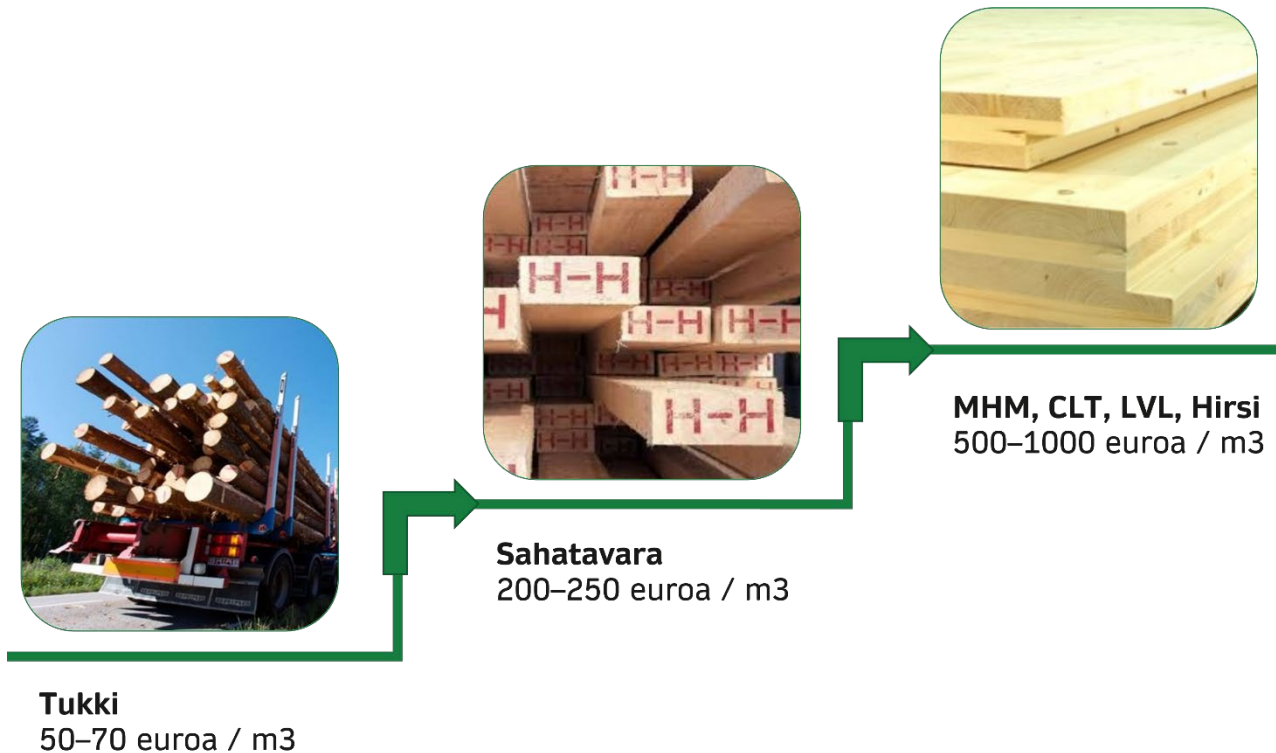 H-H
H-H
H-H
H-H
H-H
H-H
H-H
H-H
H-H
H-H
H-H
MHM, CLT, LVL, Hirsi
500–1000 euroa / m3
Sahatavara
200–250 euroa / m3
Tukki
50–70 euroa / m3